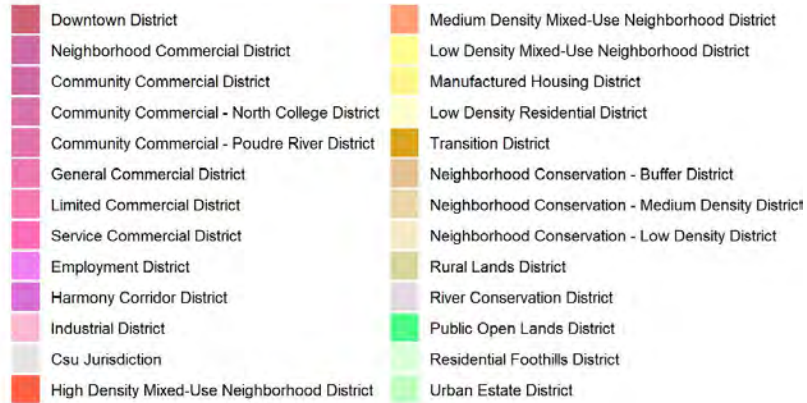 Downtown District
Neighborhood Commercial District
Community Commercial District
Community Commercial - North College District
Community Commercial - Poudre River District
General Commercial District
Limited Commercial District
Service Commercial District
Employment District
Harmony Corridor District
Industrial District
Csu Jurisdiction
High Density Mixed-Use Neighborhood District
Medium Density Mixed-Use Neighborhood District
Low Density Mixed-Use Neighborhood District
Manufactured Housing District
Low Density Residential District
Transition District
Neighborhood Conservation - Buffer District
Neighborhood Conservation - Medium Density District
Neighborhood Conservation - Low Density District
Rural Lands District
River Conservation District
Public Open Lands District
Residential Foothills District
Urban Estate District